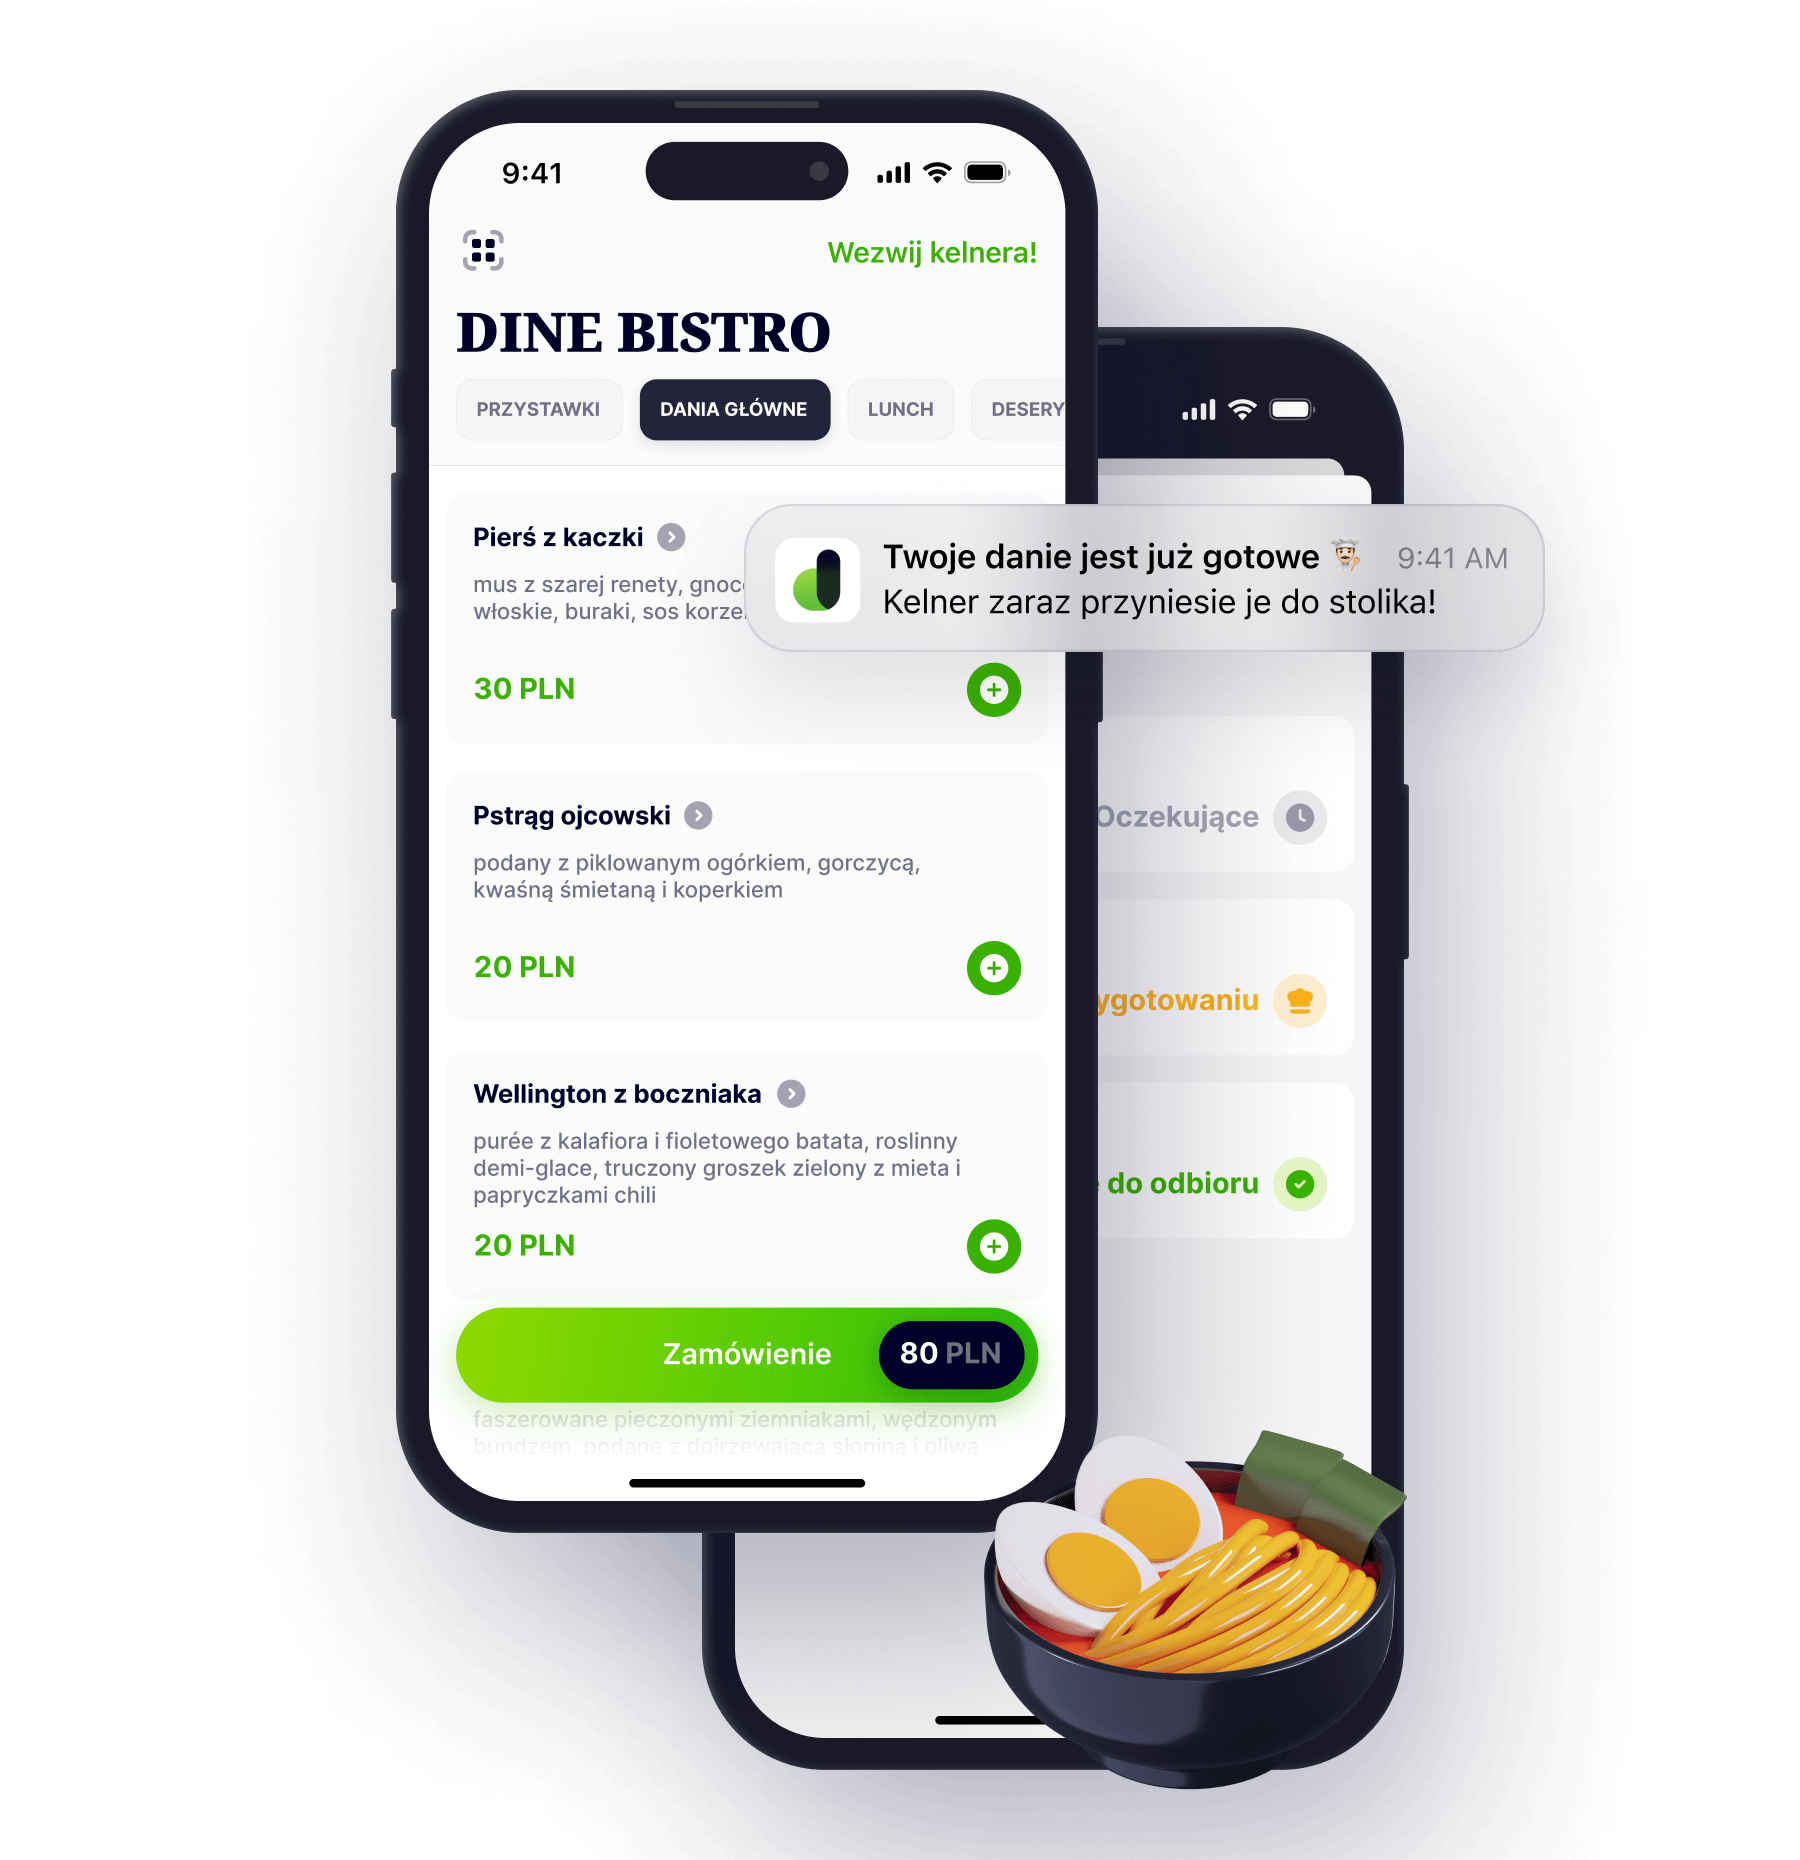 9:41
Wezwij kelnera!
DINE BISTRO
PRZYSTAWKI
DANIA GŁÓWNE
LUNCH
DESERY
Twoje danie jest już gotowe 👨🏻‍🍳
9:41 AM
Kelner zaraz przyniesie je do stolika!
Pierś z kaczki
mus z szarej renety,
włoskie, buraki, sos
30 PLN
Pstrąg ojcowski
podany z piklowanym ogórkiem, gorczycą,
kwaśną śmietaną i koperkiem
20 PLN
Wellington z boczniaka
purée z kalafiora i fioletowego batata, roslinny
demi-glace, truczony groszek zielony z mieta i
papryczkami chili
20 PLN
Zamówienie
80 PLN
faszerowane pieczonymi ziemniakami, wędzonym
bundzem, podane z dojrzewającą słoniną i oliwą
Oczekujące
ygotowaniu
do odbioru